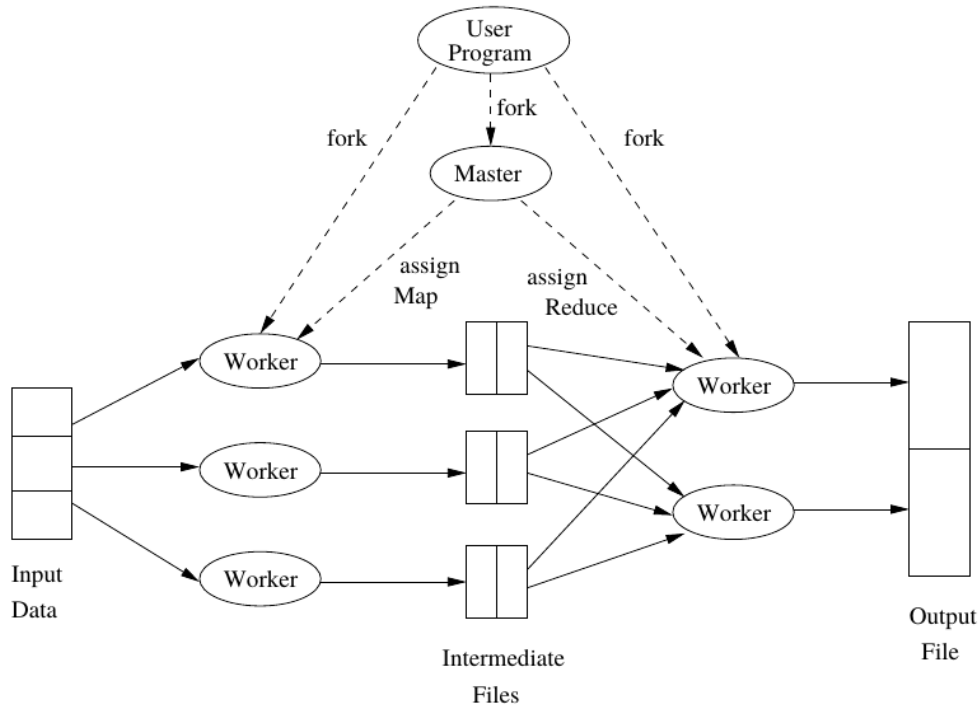 User
Program
fork
fork
fork
Master
assign
Map
assign
Reduce
Worker
Worker
Worker
Worker
Worker
Input
Data
Intermediate
Files
Output
File